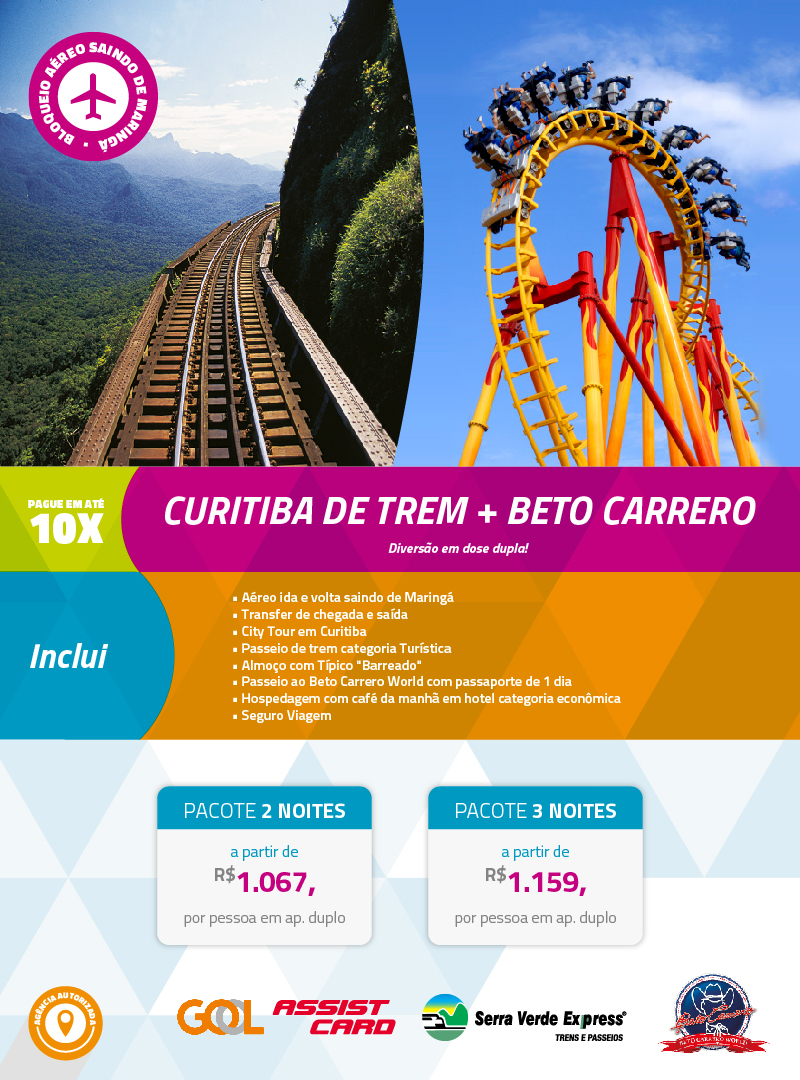 BLOQUEIO AÉREO SAINDO DE MARINGÁ •
PAGUE EM ATÉ
10X
CURITIBA DE TREM + BETO CARRERO
Diversão em dose dupla!
Inclui
• Aéreo ida e volta saindo de Maringá
• Transfer de chegada e saída
• City Tour em Curitiba
• Passeio de trem categoria Turística
• Almoço com Típico "Barreado"
• Passeio ao Beto Carrero World com passaporte de 1 dia
• Hospedagem com café da manhã em hotel categoria econômica
• Seguro Viagem
PACOTE 2 NOITES
a partir de
R$1.067,
por pessoa em ap. duplo
PACOTE 3 NOITES
a partir de
R$1.159,
por pessoa em ap. duplo
AGÊNCIA AUTORIZADA
GOL
ASSIST
CARD
Serra Verde Express®
TRENS E PASSEIOS
Beto Carrero
BETO CARRERO WORLD